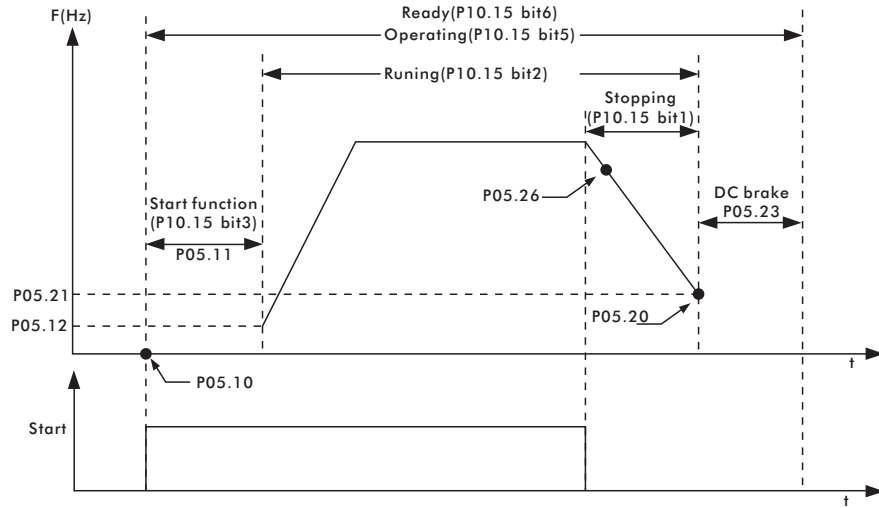 F(Hz)
Ready(P10.15 bit6)
Operating(P10.15 bit5)
Runing(P10.15 bit2)
Stopping
(P10.15 bit1)
P05.26
DC brake
P05.23
Start function
(P10.15 bit3)
P05.11
P05.21
P05.12
P05.20
P05.10
t
Start
t